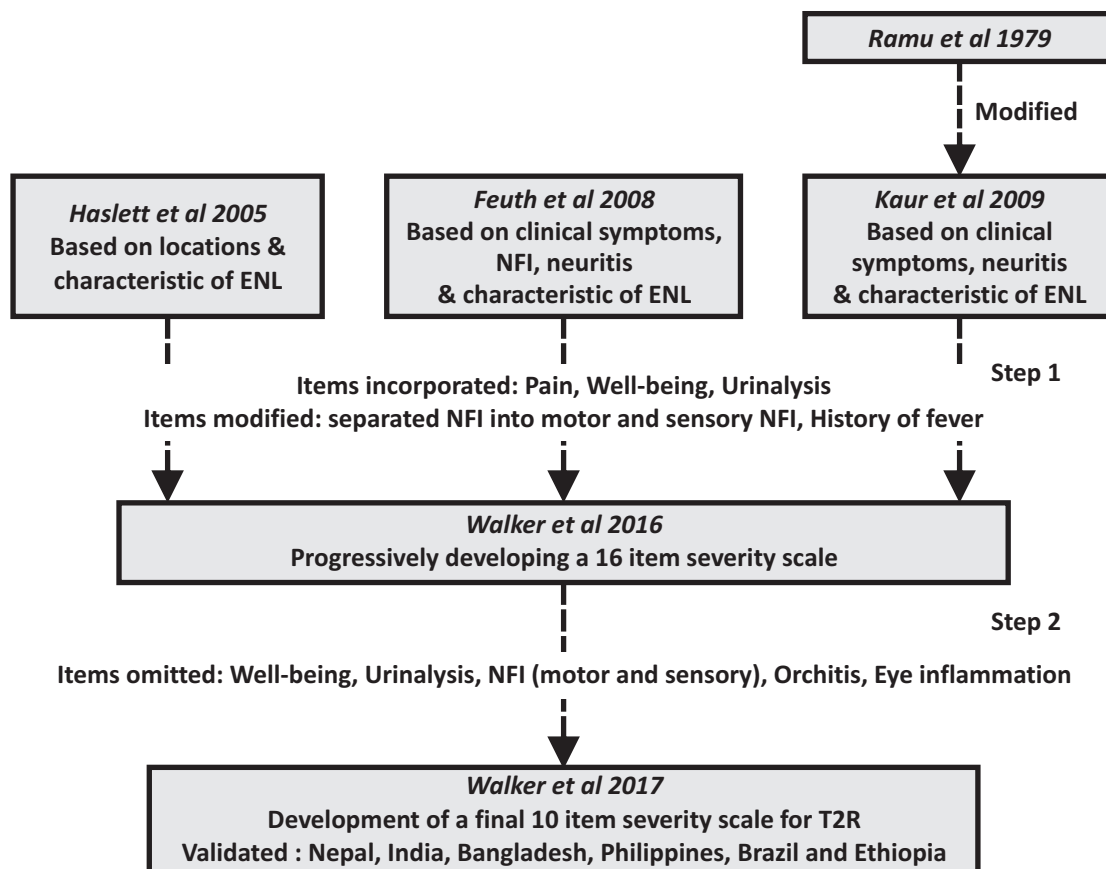 Ramu et al 1979
Modified
Haslett et al 2005
Based on locations &
characteristic of ENL
Feuth et al 2008
Based on clinical symptoms,
NFI, neuritis
& characteristic of ENL
Kaur et al 2009
Based on clinical
symptoms, neuritis
& characteristic of ENL
Step 1
Items incorporated: Pain, Well-being, Urinalysis
Items modified: separated NFI into motor and sensory NFI, History of fever
Walker et al 2016
Progressively developing a 16 item severity scale
Step 2
Items omitted: Well-being, Urinalysis, NFI (motor and sensory), Orchitis, Eye inflammation
Walker et al 2017
Development of a final 10 item severity scale for T2R
Validated : Nepal, India, Bangladesh, Philippines, Brazil and Ethiopia